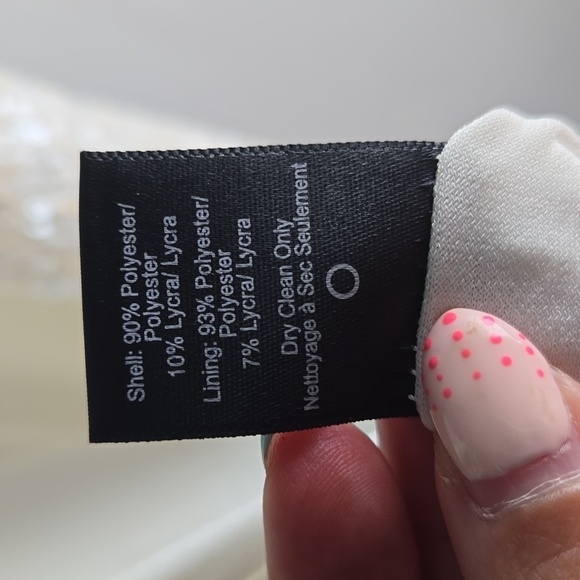 Shell: 90% Polyester/
Polyester
10% Lycra/ Lycra
Lining: 93% Polyester/
Polyester
7% Lycra/ Lycra
Dry Clean Only
Nettoyage à Sec Seulement